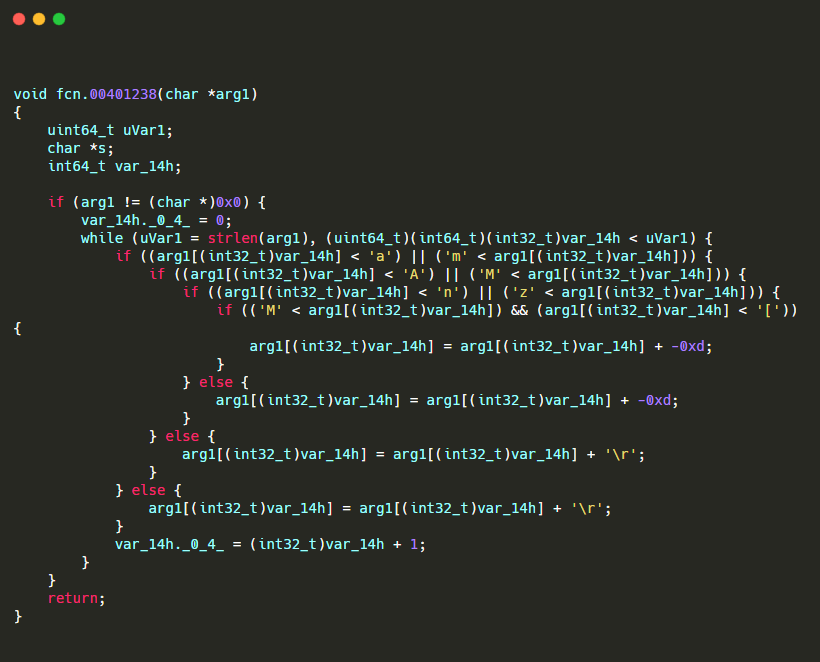 void fcn.00401238(char *arg1)
{
    uint64_t uVar1;
    char *s;
    int64_t var_14h;

    if (arg1 != (char *)0x0) {
        var_14h._0_4_ = 0;
        while (uVar1 = strlen(arg1), (uint64_t)(int64_t)(int32_t)var_14h < uVar1) {
            if ((arg1[(int32_t)var_14h] < 'a') || ('m' < arg1[(int32_t)var_14h])) {
                if ((arg1[(int32_t)var_14h] < 'A') || ('M' < arg1[(int32_t)var_14h])) {
                    if ((arg1[(int32_t)var_14h] < 'n') || ('z' < arg1[(int32_t)var_14h])) {
                        if (('M' < arg1[(int32_t)var_14h]) && (arg1[(int32_t)var_14h] < '['))
{
                            arg1[(int32_t)var_14h] = arg1[(int32_t)var_14h] + -0xd;
                        }
                    } else {
                        arg1[(int32_t)var_14h] = arg1[(int32_t)var_14h] + -0xd;
                    }
                } else {
                    arg1[(int32_t)var_14h] = arg1[(int32_t)var_14h] + '\r';
                }
            } else {
                arg1[(int32_t)var_14h] = arg1[(int32_t)var_14h] + '\r';
            }
            var_14h._0_4_ = (int32_t)var_14h + 1;
        }
    }
    return;
}